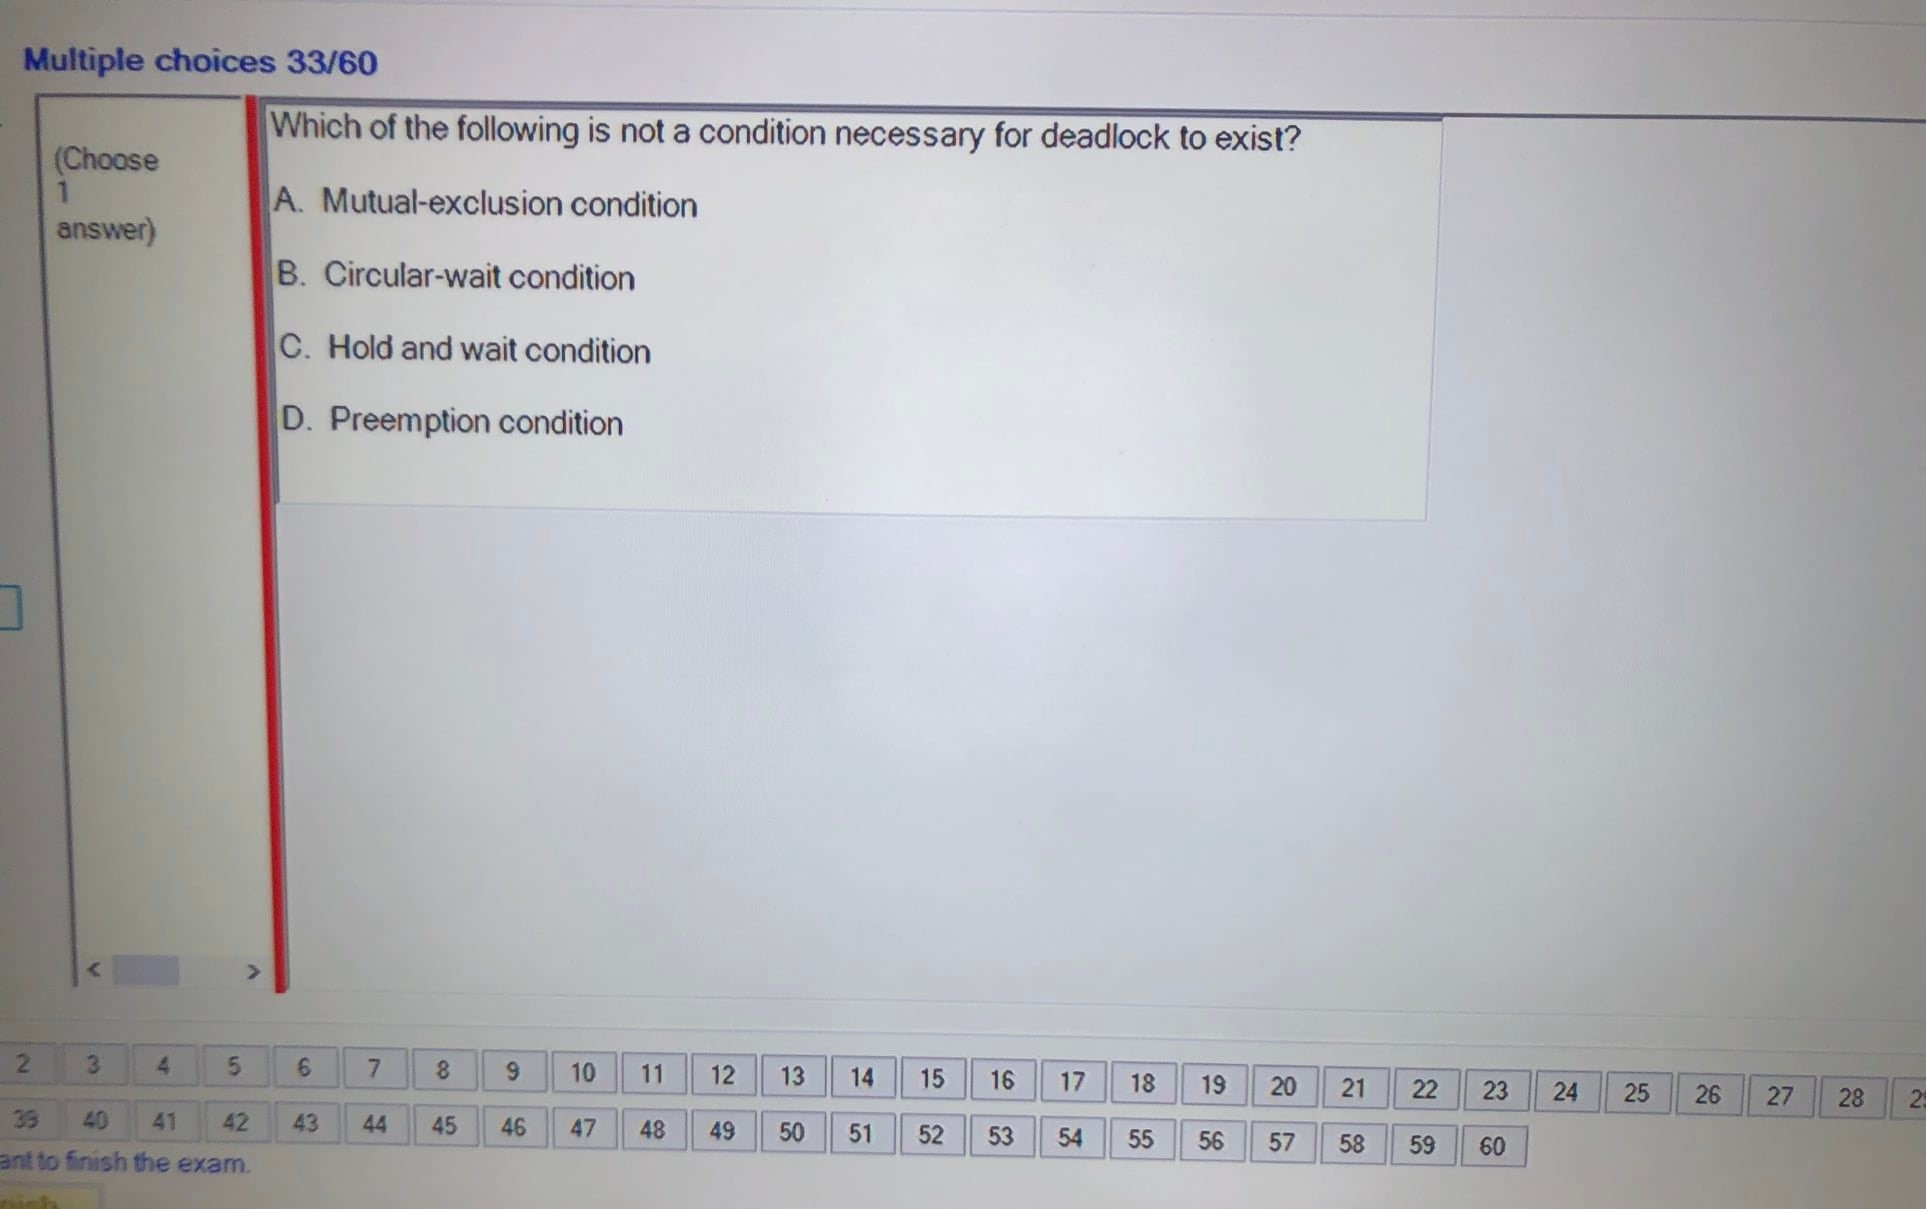 Multiple choices 33/60
(Choose
1
answer)
Which of the following is not a condition necessary for deadlock to exist?
A. Mutual-exclusion condition
B. Circular-wait condition
C. Hold and wait condition
D. Preemption condition
< >
2 3 4 5 6 7 8 9 10 11 12 13 14 15 16 17 18 19 20 21 22 23 24 25 26 27 28
39 40 41 42 43 44 45 46 47 48 49 50 51 52 53 54 55 56 57 58 59 60
to finish the exam.